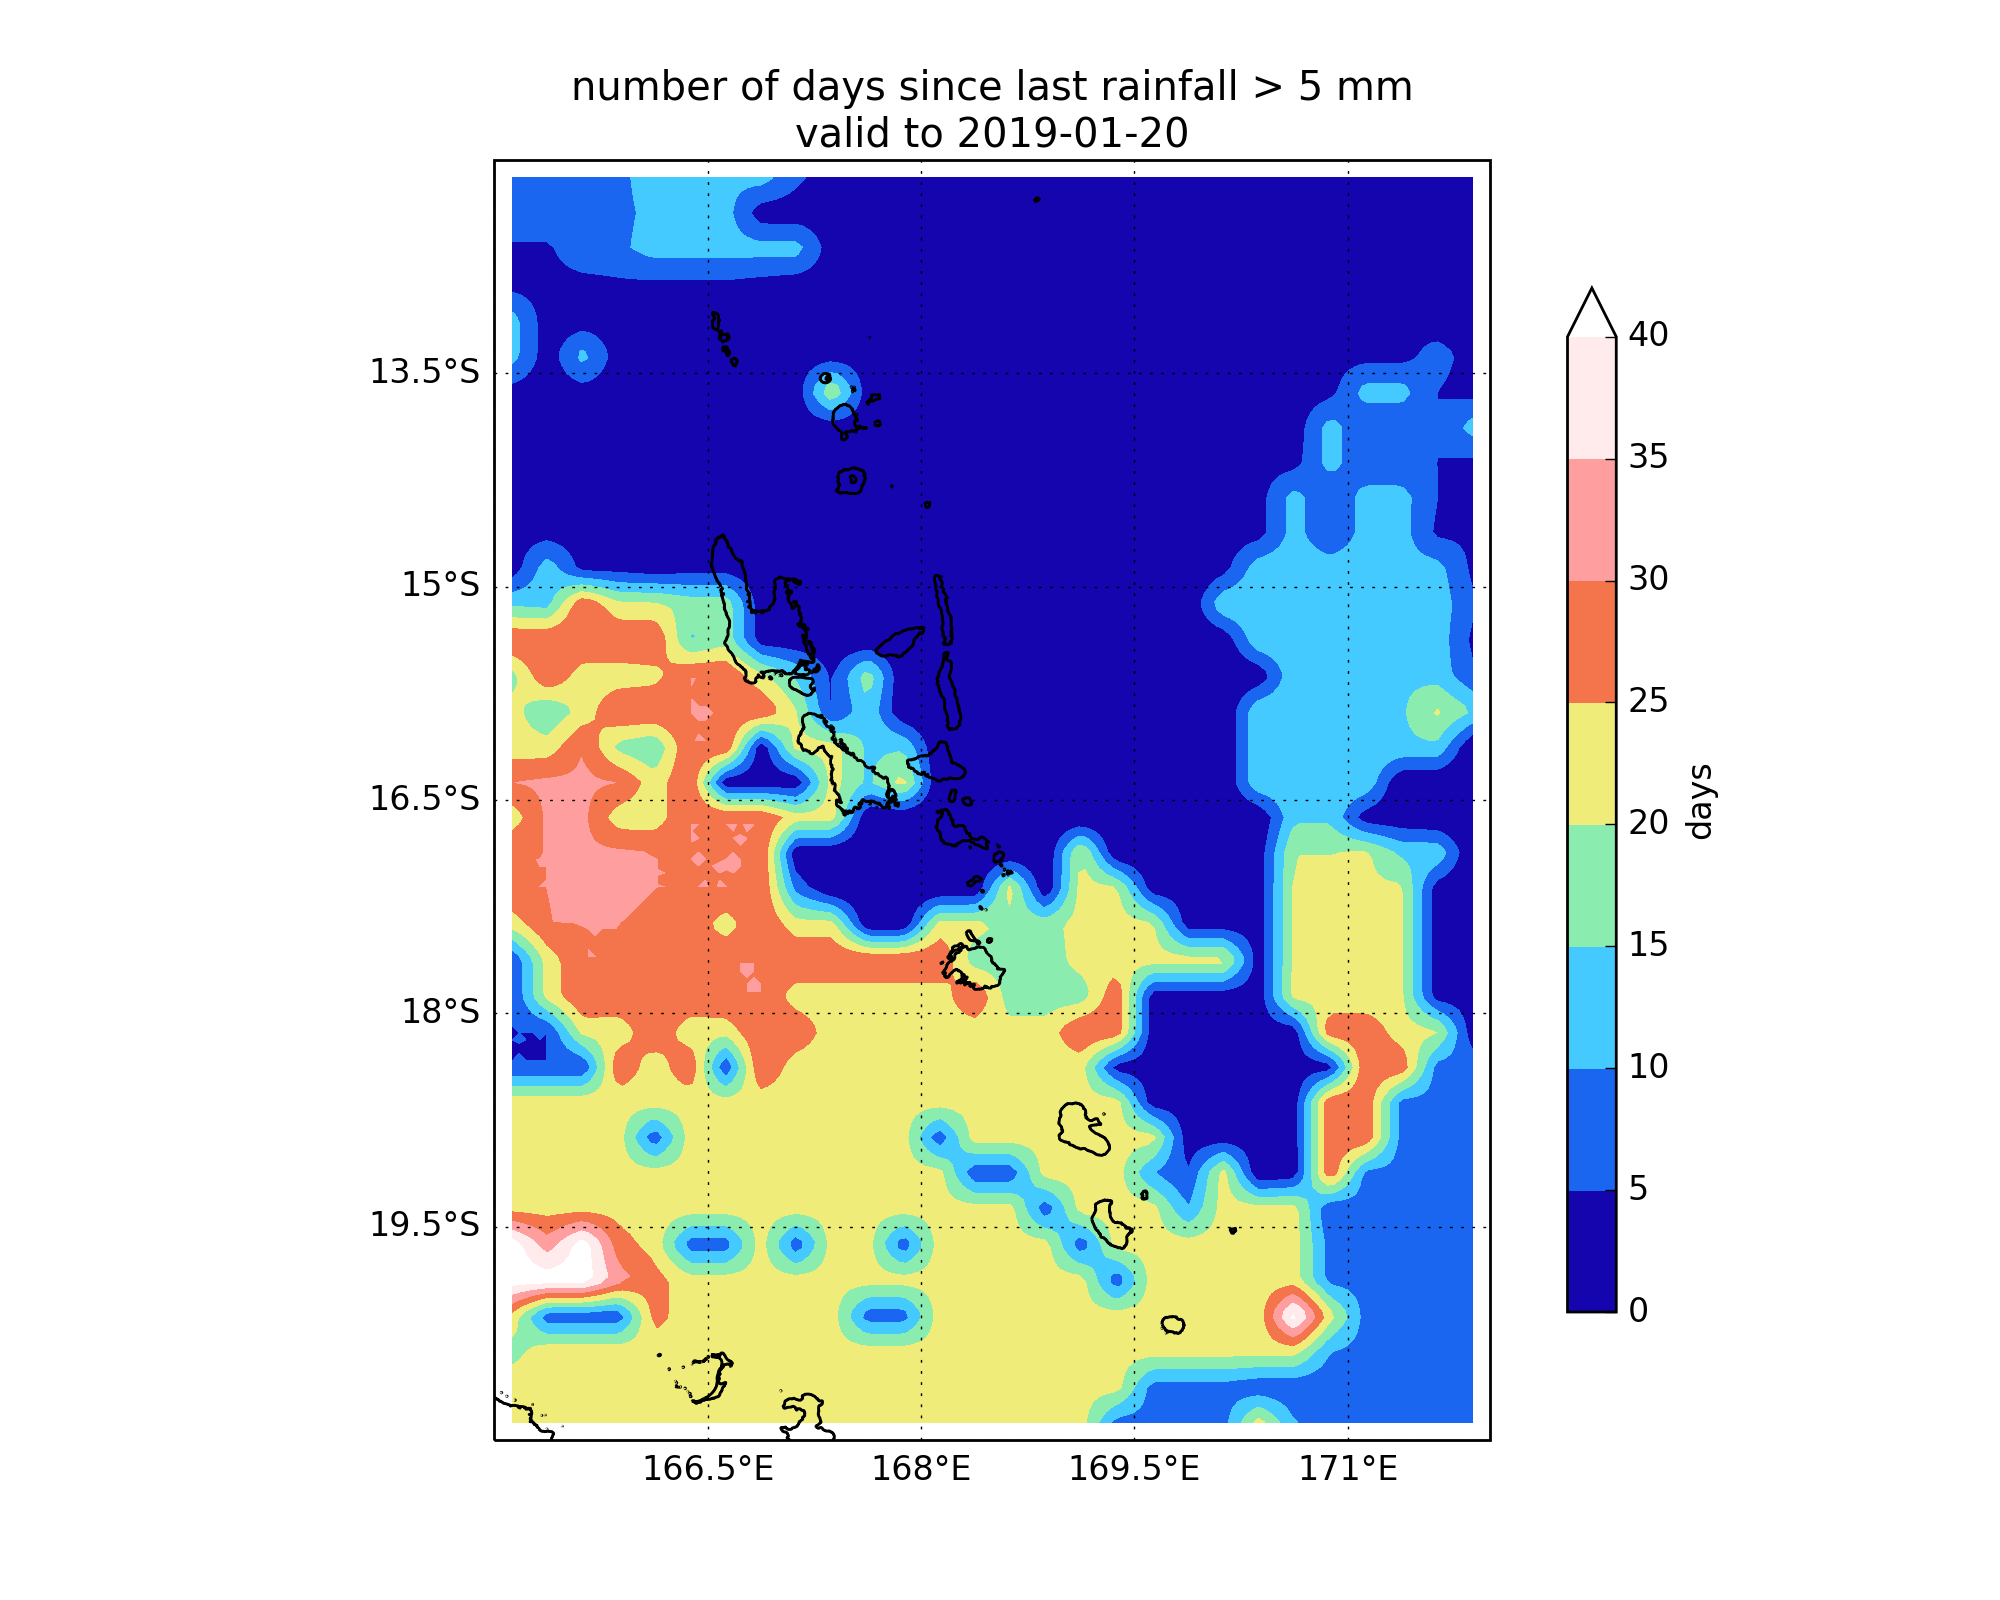 number of days since last rainfall > 5 mm
valid to 2019-01-20
13.5°S
15°S
16.5°S
18°S
19.5°S
166.5°E
168°E
169.5°E
171°E
40
35
30
25
20
15
10
5
0
days